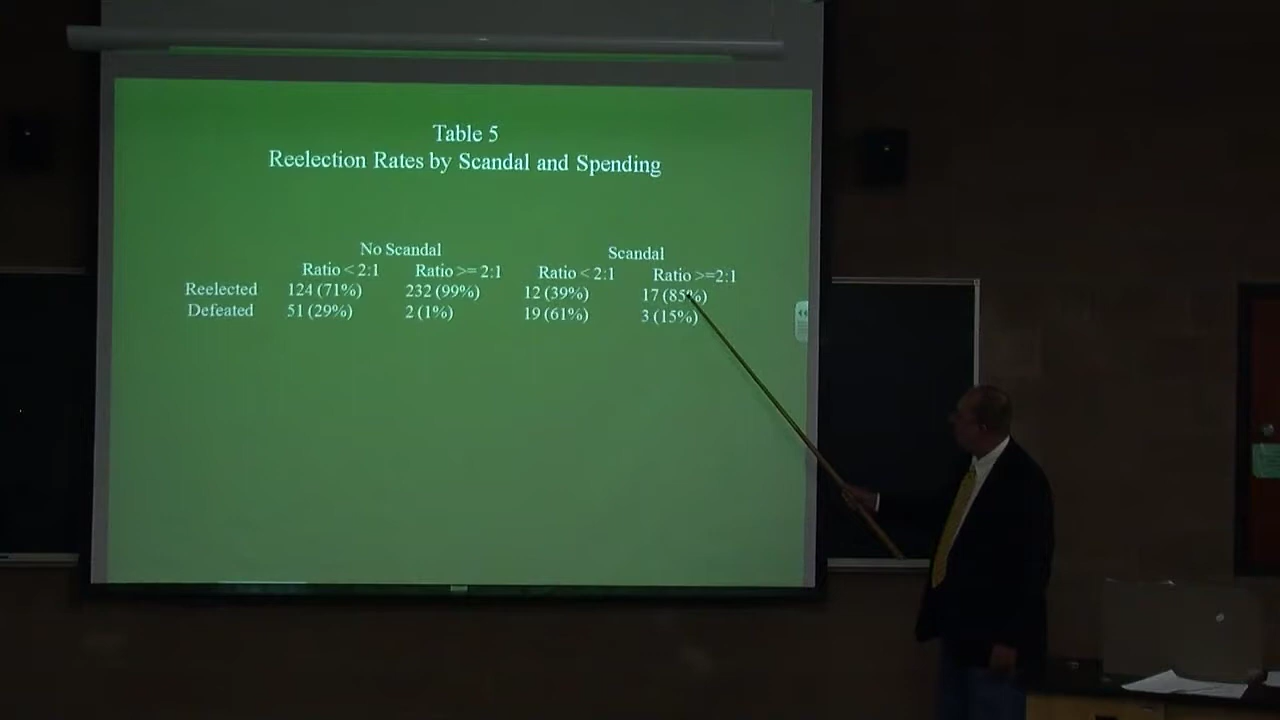 Table 5
Reelection Rates by Scandal and Spending
No Scandal Scandal
Ratio < 2:1 Ratio >= 2:1 Ratio < 2:1 Ratio >=2:1
Reelected 124 (71%) 232 (99%) 12 (39%) 17 (85%)
Defeated 51 (29%) 2 (1%) 19 (61%) 3 (15%)